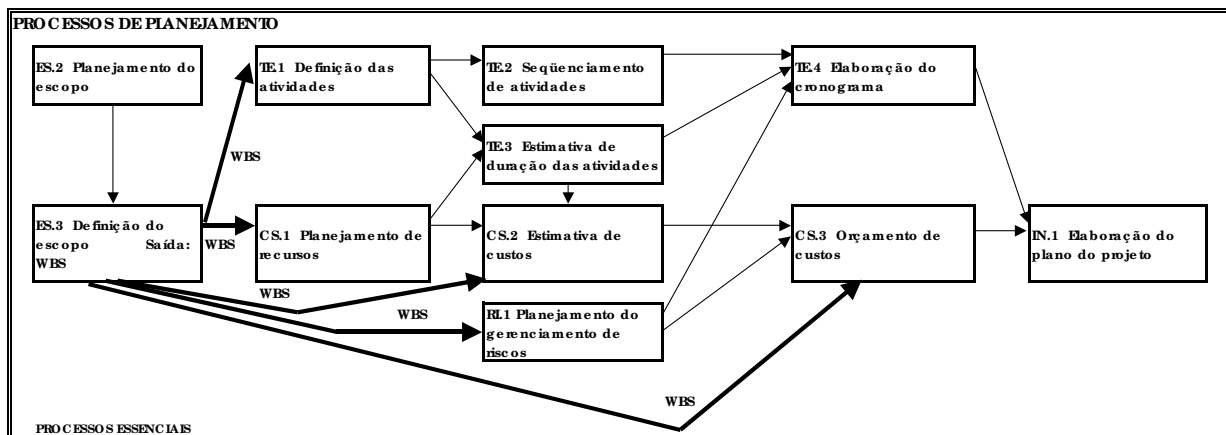 PROCESSOS DE PLANEJAMENTO
ES.2 Planejamento do
escopo
TE.1 Definição das
atividades
TE.2 Seqüenciamento
de atividades
TE.4 Elaboração do
cronograma
TE.3 Estimativa de
duração das atividades
WBS
ES.3 Definição do
escopo Saída:
WBS
WBS
CS.1 Planejamento de
recursos
CS.2 Estimativa de
custos
CS.3 Orçamento de
custos
IN.1 Elaboração do
plano do projeto
WBS
WBS
RI.1 Planejamento do
gerenciamento de
riscos
WBS
PROCESSOS ESSENCIAIS